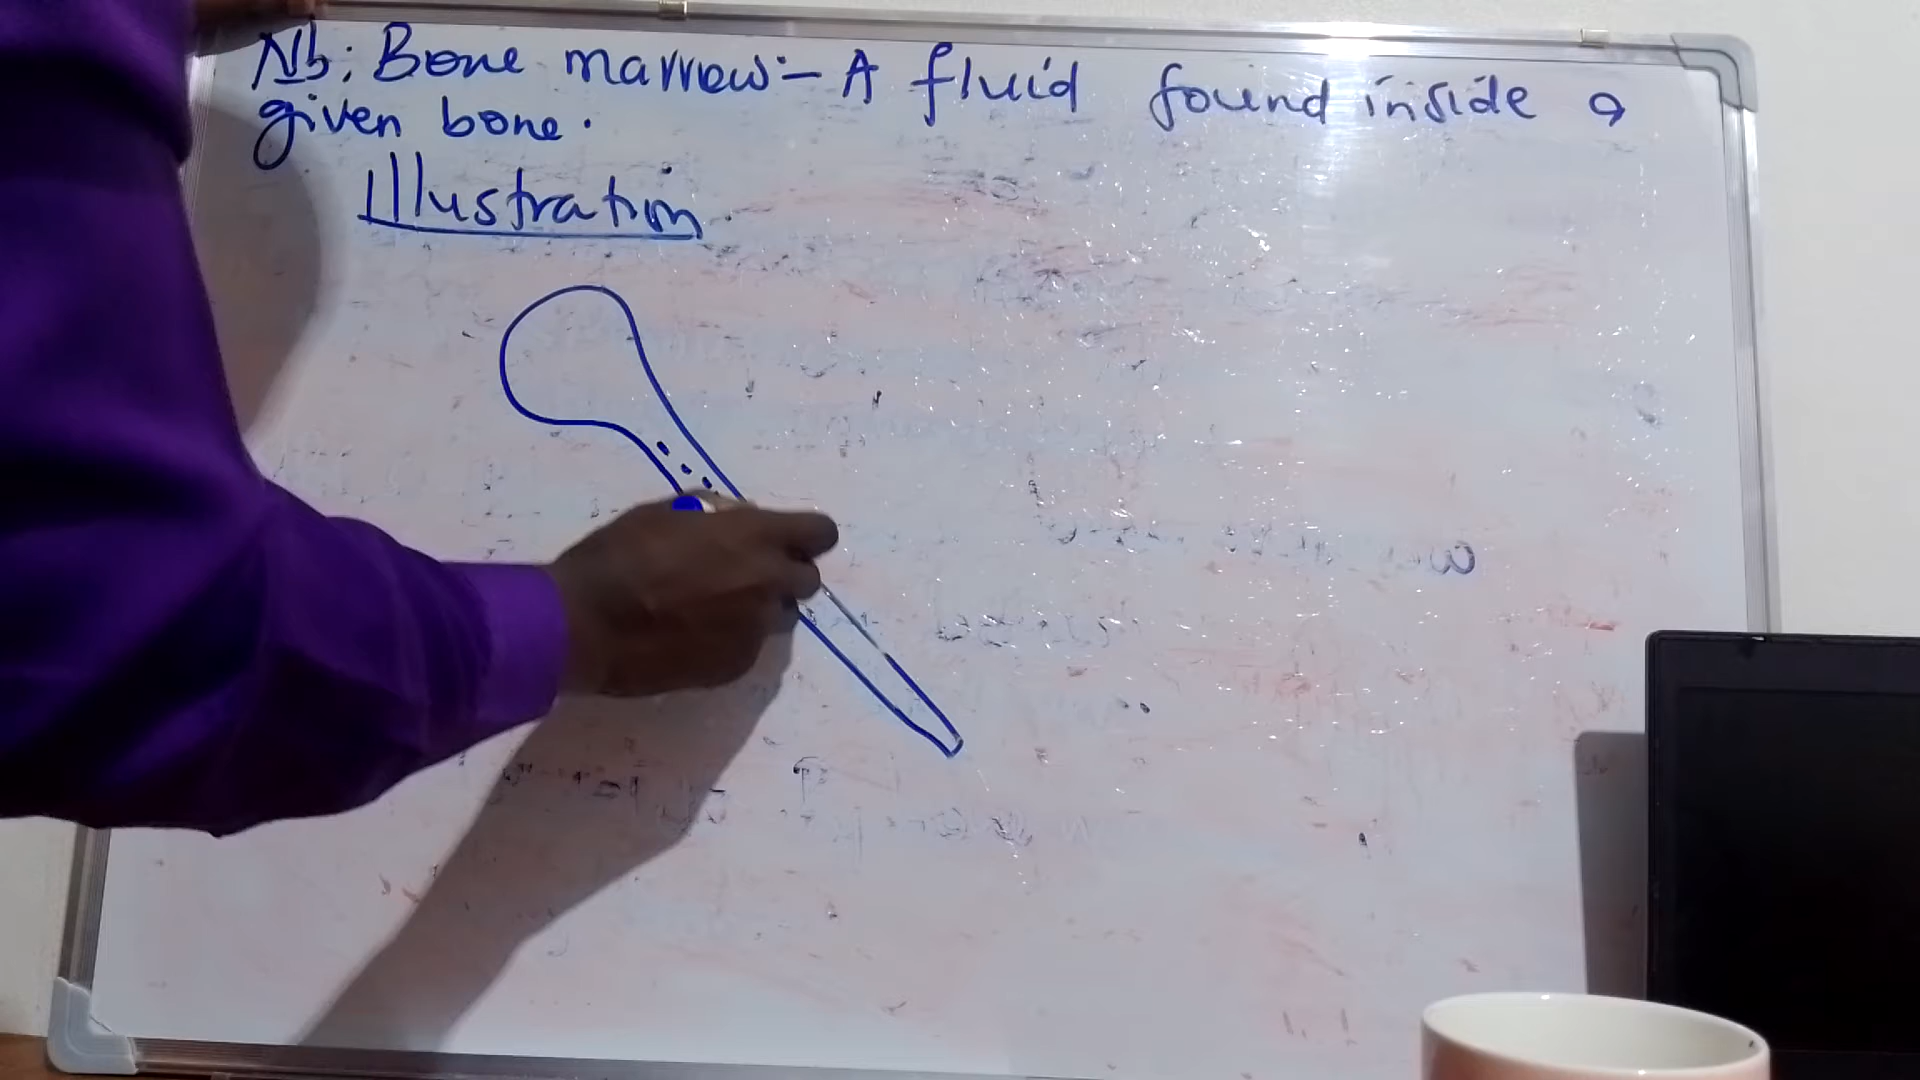 Nb: Bone marrow:- A fluid found inside a
given bone.
Illustration